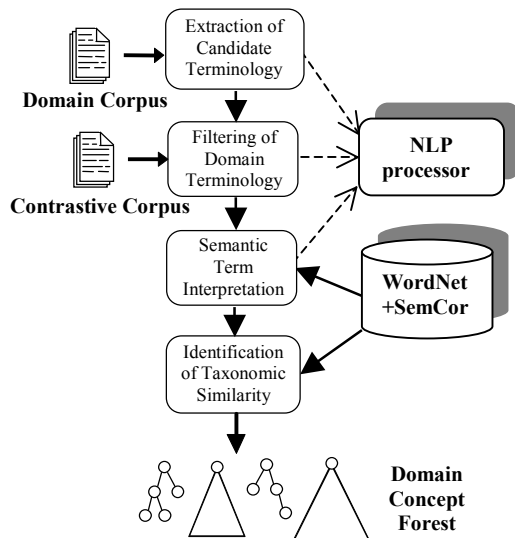 Extraction of
Candidate
Terminology
Domain Corpus
Filtering of
Domain
Terminology
NLP
processor
Contrastive Corpus
Semantic
Term
Interpretation
WordNet
+SemCor
Identification
of Taxonomic
Similarity
Domain
Concept
Forest